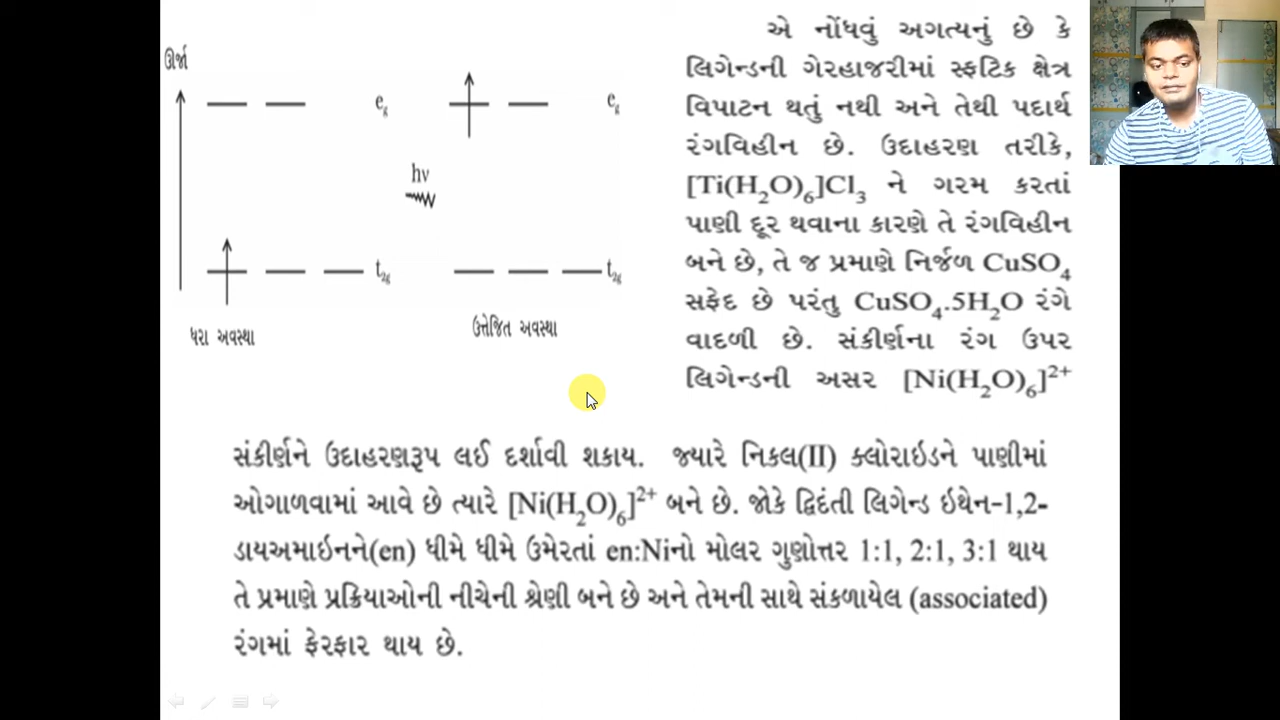 ઊર્જા
e_g
e_g
hν
t_2g
t_2g
ધરા અવસ્થા
ઉત્તેજિત અવસ્થા
એ નોંધવું અગત્યનું છે કે
લિગેન્ડની ગેરહાજરીમાં સ્ફટિક ક્ષેત્ર
વિપાટન થતું નથી અને તેથી પદાર્થ
રંગવિહીન છે. ઉદાહરણ તરીકે,
[Ti(H₂O)₆]Cl₃ ને ગરમ કરતાં
પાણી દૂર થવાના કારણે તે રંગવિહીન
બને છે, તે જ પ્રમાણે નિર્જળ CuSO₄
સફેદ છે પરંતુ CuSO₄.5H₂O રંગે
વાદળી છે. સંકીર્ણના રંગ ઉપર
લિગેન્ડની અસર [Ni(H₂O)₆]²⁺
સંકીર્ણને ઉદાહરણરૂપ લઈ દર્શાવી શકાય. જ્યારે નિકલ(II) ક્લોરાઇડને પાણીમાં
ઓગાળવામાં આવે છે ત્યારે [Ni(H₂O)₆]²⁺ બને છે. જોકે દ્વિદંતી લિગેન્ડ ઇથેન-1,2-
ડાયઅમાઇનને(en) ધીમે ધીમે ઉમેરતાં en:Niનો મોલર ગુણોત્તર 1:1, 2:1, 3:1 થાય
તે પ્રમાણે પ્રક્રિયાઓની નીચેની શ્રેણી બને છે અને તેમની સાથે સંકળાયેલ (associated)
રંગમાં ફેરફાર થાય છે.